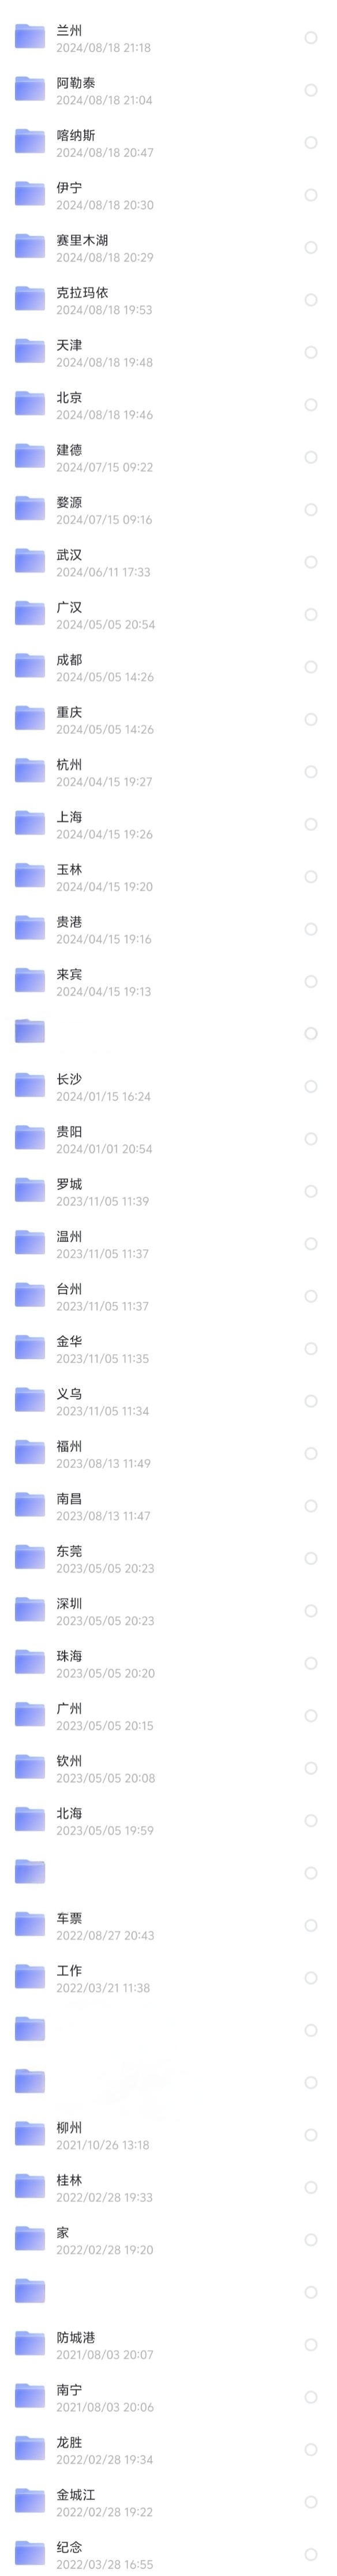 兰州
2024/08/18 21:18
阿勒泰
2024/08/18 21:04
喀纳斯
2024/08/18 20:47
伊宁
2024/08/18 20:30
赛里木湖
2024/08/18 20:29
克拉玛依
2024/08/18 19:53
天津
2024/08/18 19:48
北京
2024/08/18 19:46
建德
2024/07/15 09:22
婺源
2024/07/15 09:16
武汉
2024/06/11 17:33
广汉
2024/05/05 20:54
成都
2024/05/05 14:26
重庆
2024/05/05 14:26
杭州
2024/04/15 19:27
上海
2024/04/15 19:26
玉林
2024/04/15 19:20
贵港
2024/04/15 19:16
来宾
2024/04/15 19:13
长沙
2024/01/15 16:24
贵阳
2024/01/01 20:54
罗城
2023/11/05 11:39
温州
2023/11/05 11:37
台州
2023/11/05 11:37
金华
2023/11/05 11:35
义乌
2023/11/05 11:34
福州
2023/08/13 11:49
南昌
2023/08/13 11:47
东莞
2023/05/05 20:23
深圳
2023/05/05 20:23
珠海
2023/05/05 20:20
广州
2023/05/05 20:15
钦州
2023/05/05 20:08
北海
2023/05/05 19:59
车票
2022/08/27 20:43
工作
2022/03/21 11:38
柳州
2021/10/26 13:18
桂林
2022/02/28 19:33
家
2022/02/28 19:20
防城港
2021/08/03 20:07
南宁
2021/08/03 20:06
龙胜
2022/02/28 19:34
金城江
2022/02/28 19:22
纪念
2022/03/28 16:55